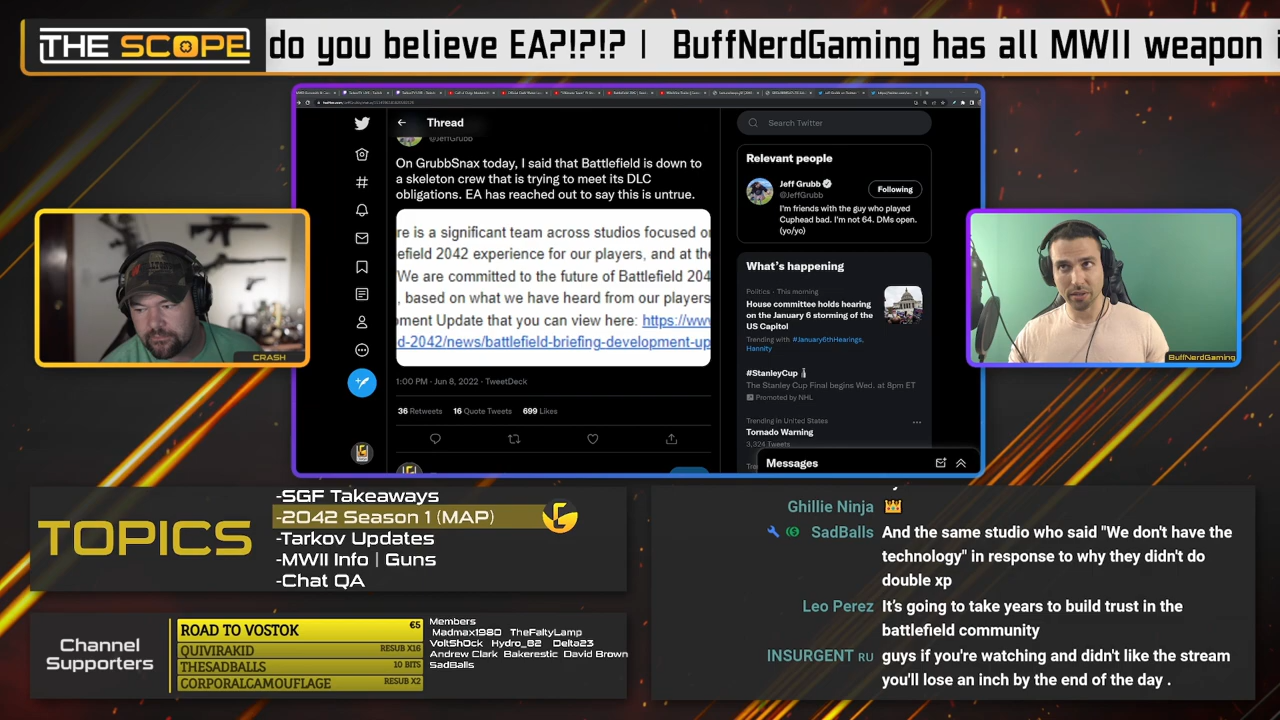 THE SCOPE
do you believe EA?!?!? | BuffNerdGaming has all MWII weapon
Thread
@JeffGrubb
On GrubbSnax today, I said that Battlefield is down to
a skeleton crew that is trying to meet its DLC
obligations. EA has reached out to say this is untrue.
re is a significant team across studios focused on
efield 2042 experience for our players, and at the
We are committed to the future of Battlefield 204
, based on what we have heard from our players
ment Update that you can view here: https://www
d-2042/news/battlefield-briefing-development-up
1:00 PM · Jun 8, 2022 · TweetDeck
36 Retweets 16 Quote Tweets 699 Likes
Search Twitter
Relevant people
Jeff Grubb
@JeffGrubb
Following
I'm friends with the guy who played
Cuphead bad. I'm not 64. DMs open.
(yo/yo)
What's happening
Politics · This morning
House committee holds hearing
on the January 6 storming of the
US Capitol
Trending with #January6thHearings,
Hannity
#StanleyCup
The Stanley Cup Final begins Wed. at 8pm ET
Promoted by NHL
Trending in United States
Tornado Warning
3,324 Tweets
Messages
CRASH
BuffNerdGaming
TOPICS
-SGF Takeaways
-2042 Season 1 (MAP)
-Tarkov Updates
-MWII Info | Guns
-Chat QA
Channel
Supporters
ROAD TO VOSTOK €5
QUIVIRAKID RESUB X16
THESADBALLS 10 BITS
CORPORALCAMOUFLAGE RESUB X2
Members
Madmax1980 TheFaltyLamp
VoltSh0ck Hydro_82 Delta23
Andrew Clark Bakerestic David Brown
SadBalls
Ghillie Ninja
SadBalls And the same studio who said "We don't have the
technology" in response to why they didn't do
double xp
Leo Perez It's going to take years to build trust in the
battlefield community
INSURGENT RU guys if you're watching and didn't like the stream
you'll lose an inch by the end of the day .